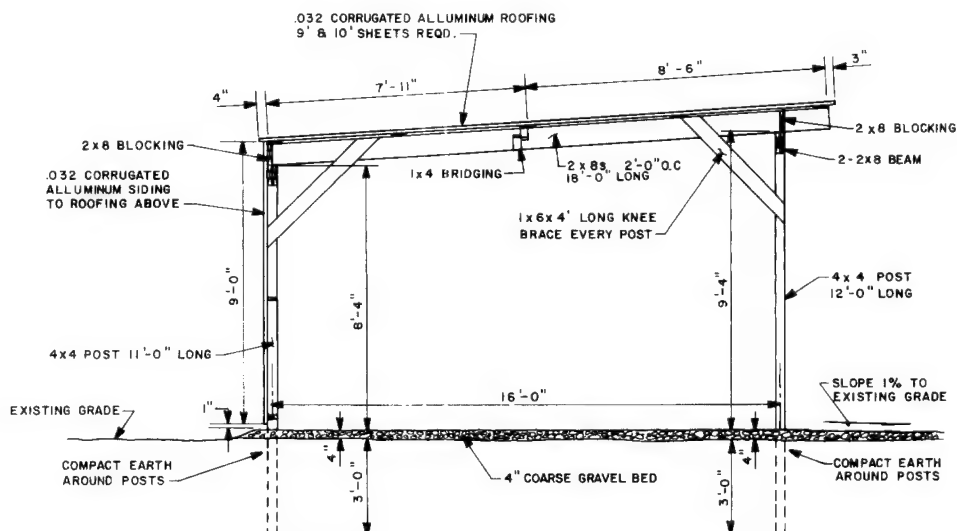 .032 CORRUGATED ALLUMINUM ROOFING
9' & 10' SHEETS REQD.
3"
8'-6"
7'-11"
4"
2x8 BLOCKING
2x8 BLOCKING
2-2x8 BEAM
.032 CORRUGATED
ALLUMINUM SIDING
TO ROOFING ABOVE
1x4 BRIDGING
2x8s 2'-0" O.C
18'-0" LONG
1x6x4' LONG KNEE
BRACE EVERY POST
9'-0"
8'-4"
9'-4"
4x4 POST
12'-0" LONG
4x4 POST 11'-0" LONG
16'-0"
SLOPE 1% TO
EXISTING GRADE
EXISTING GRADE
1"
4"
4"
COMPACT EARTH
AROUND POSTS
3'-0"
4" COARSE GRAVEL BED
3'-0"
COMPACT EARTH
AROUND POSTS